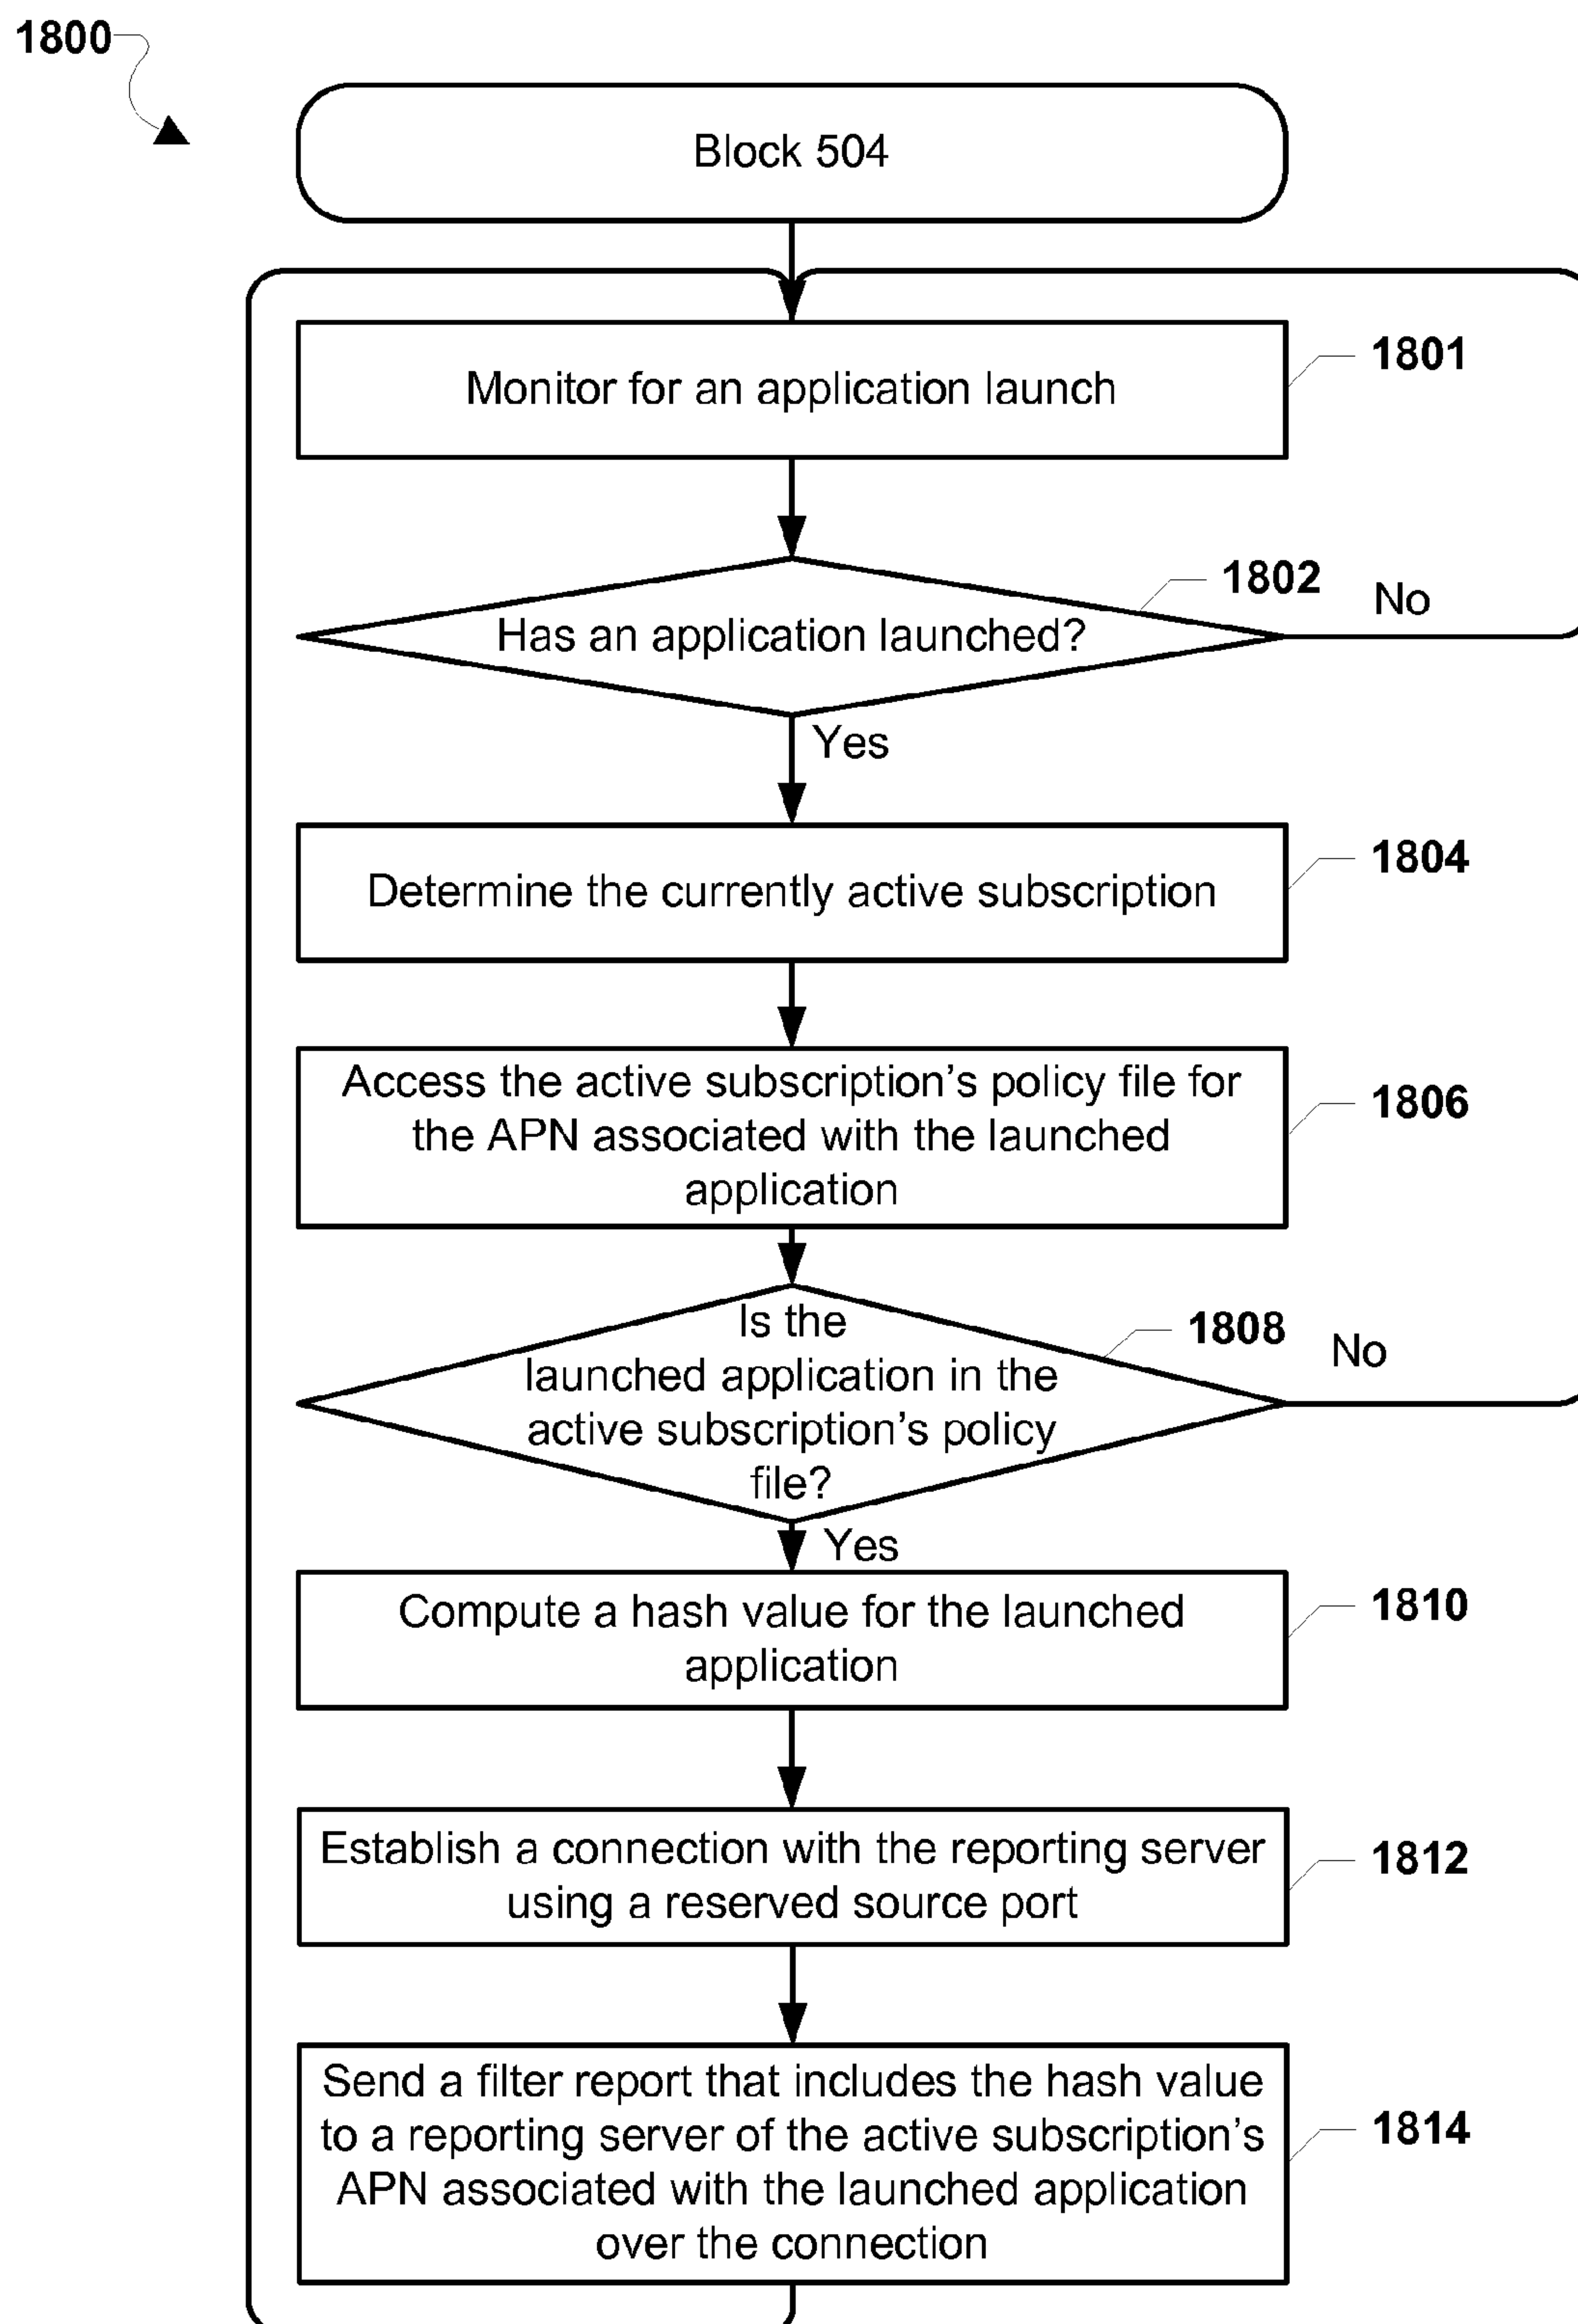 1800
Block 504
Monitor for an application launch
1801
1802
No
Has an application launched?
Yes
Determine the currently active subscription
1804
Access the active subscription's policy file for
the APN associated with the launched
application
1806
Is the
launched application in the
active subscription's policy
file?
1808
No
Yes
Compute a hash value for the launched
application
1810
Establish a connection with the reporting server
using a reserved source port
1812
Send a filter report that includes the hash value
to a reporting server of the active subscription's
APN associated with the launched application
over the connection
1814